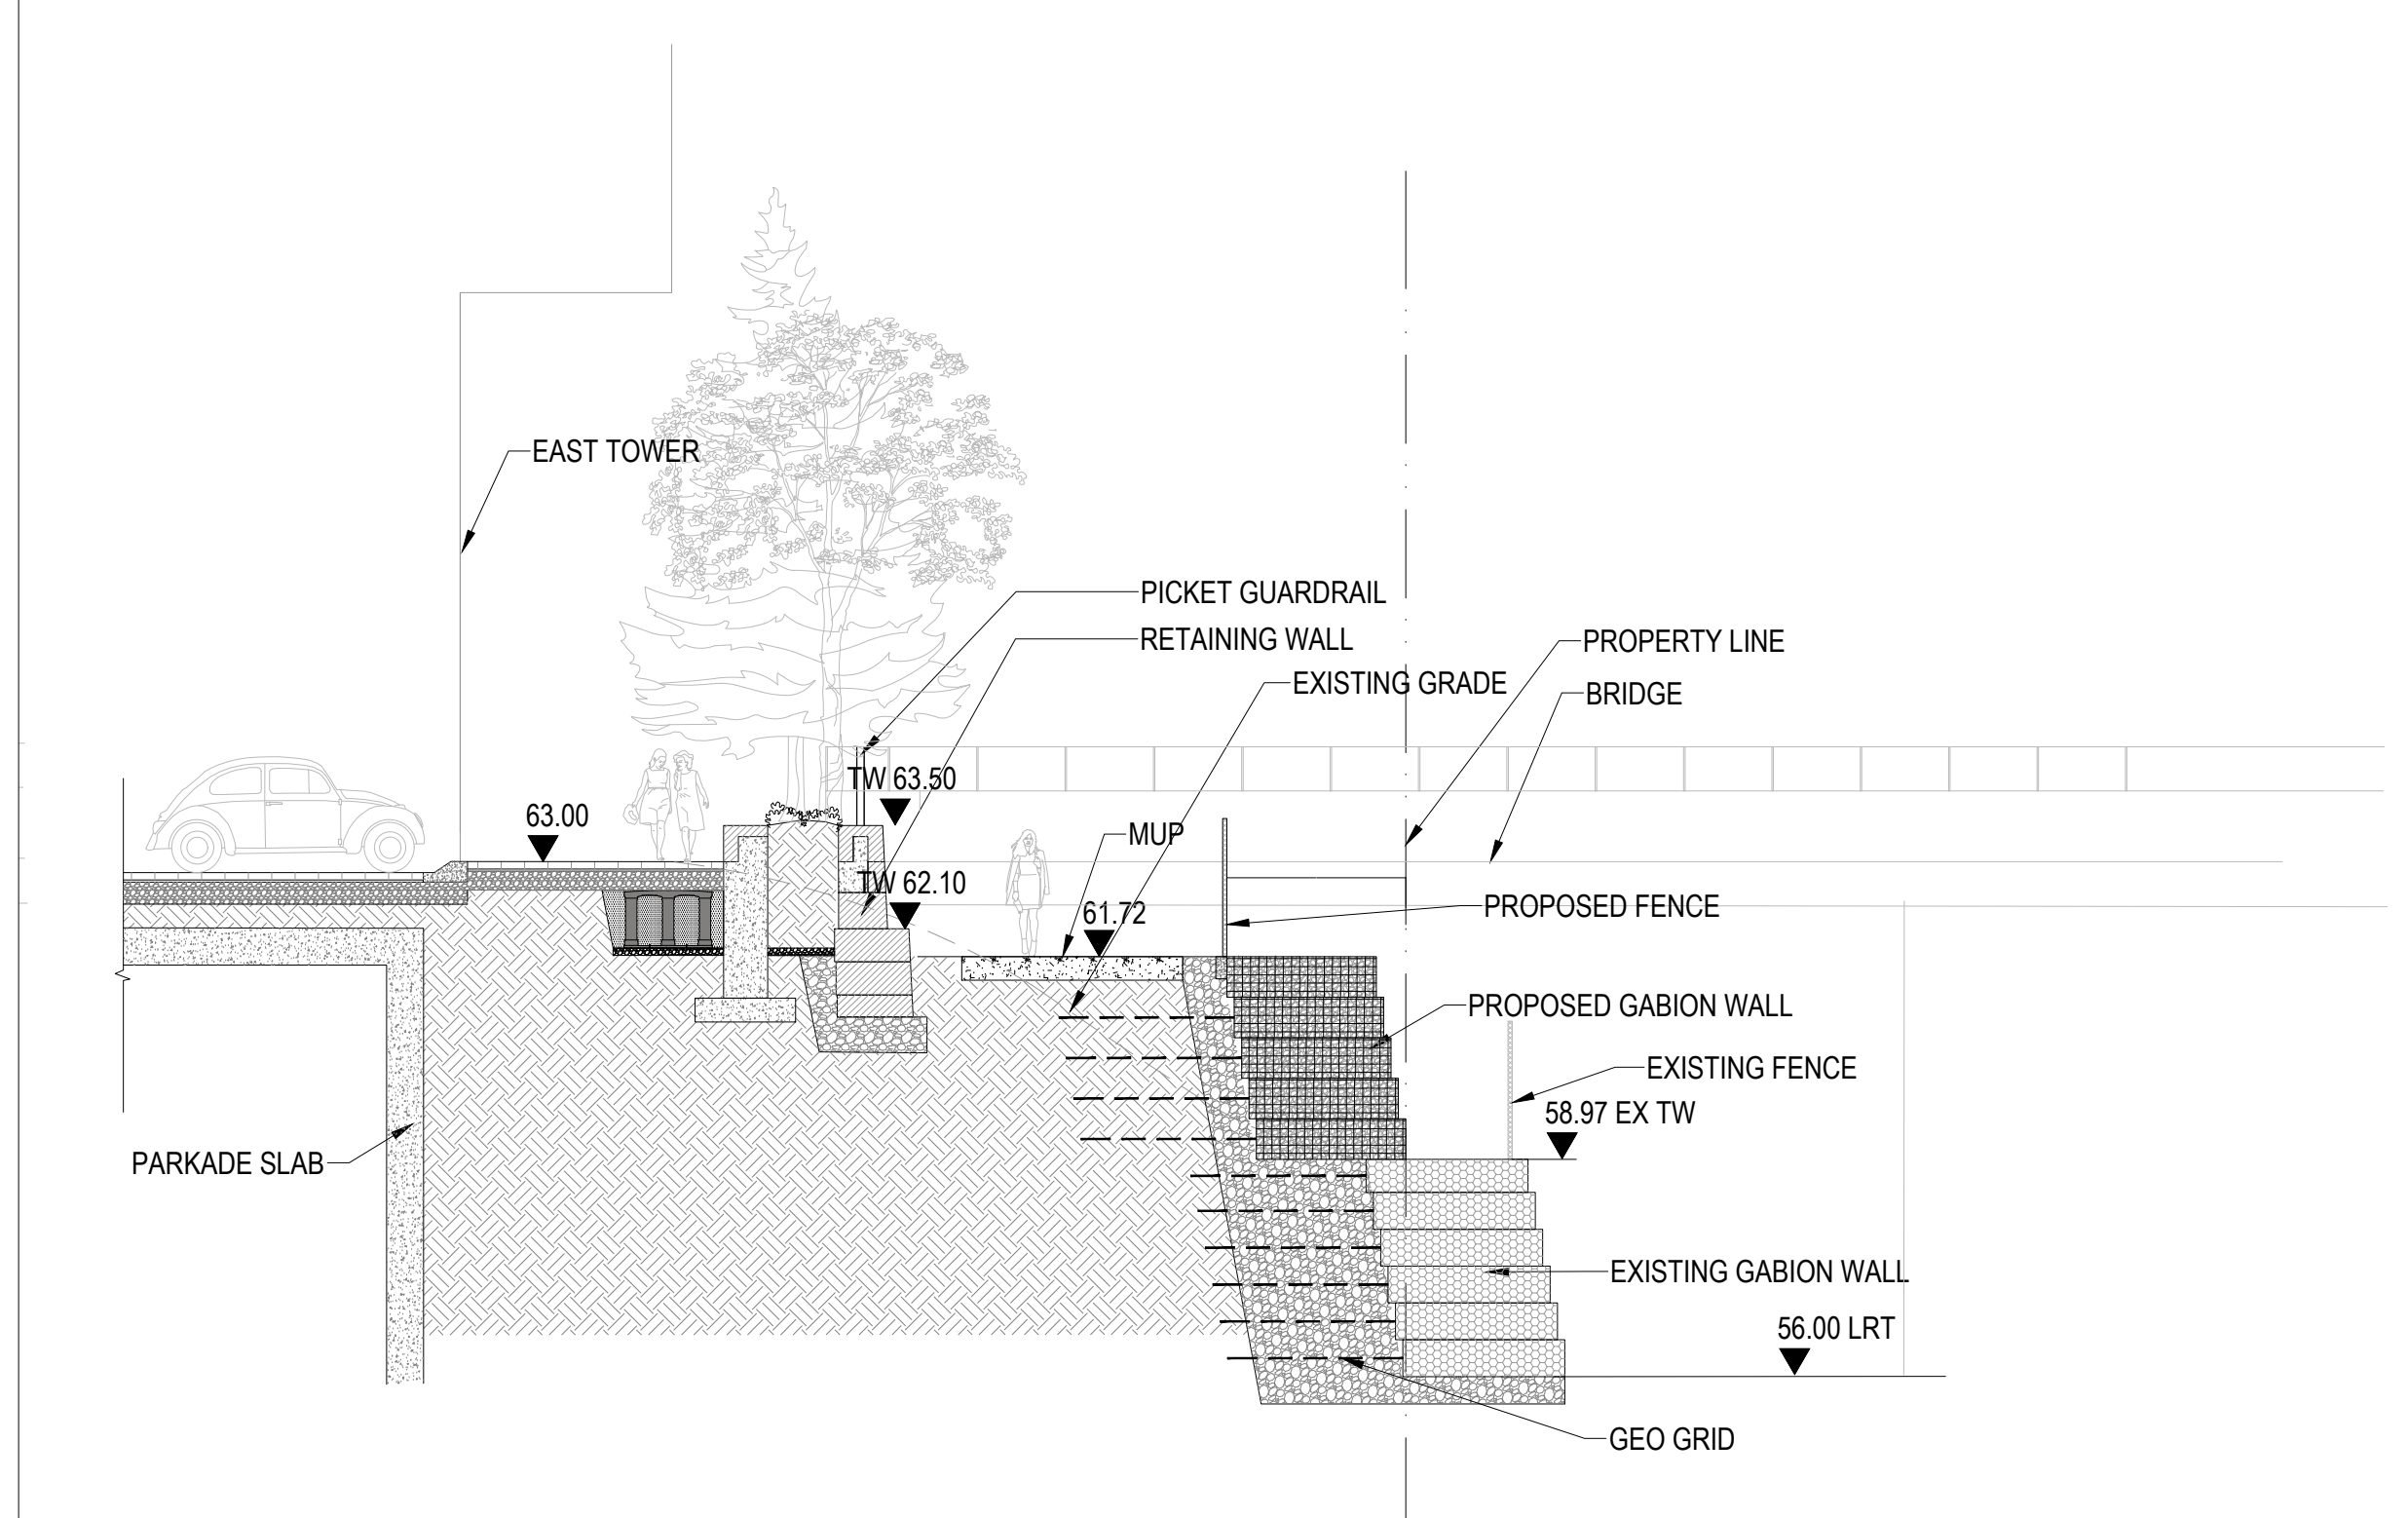 EAST TOWER
PICKET GUARDRAIL
RETAINING WALL
PROPERTY LINE
EXISTING GRADE
BRIDGE
TW 63.50
63.00
MUP
TW 62.10
61.72
PROPOSED FENCE
PROPOSED GABION WALL
EXISTING FENCE
58.97 EX TW
PARKADE SLAB
EXISTING GABION WALL
56.00 LRT
GEO GRID